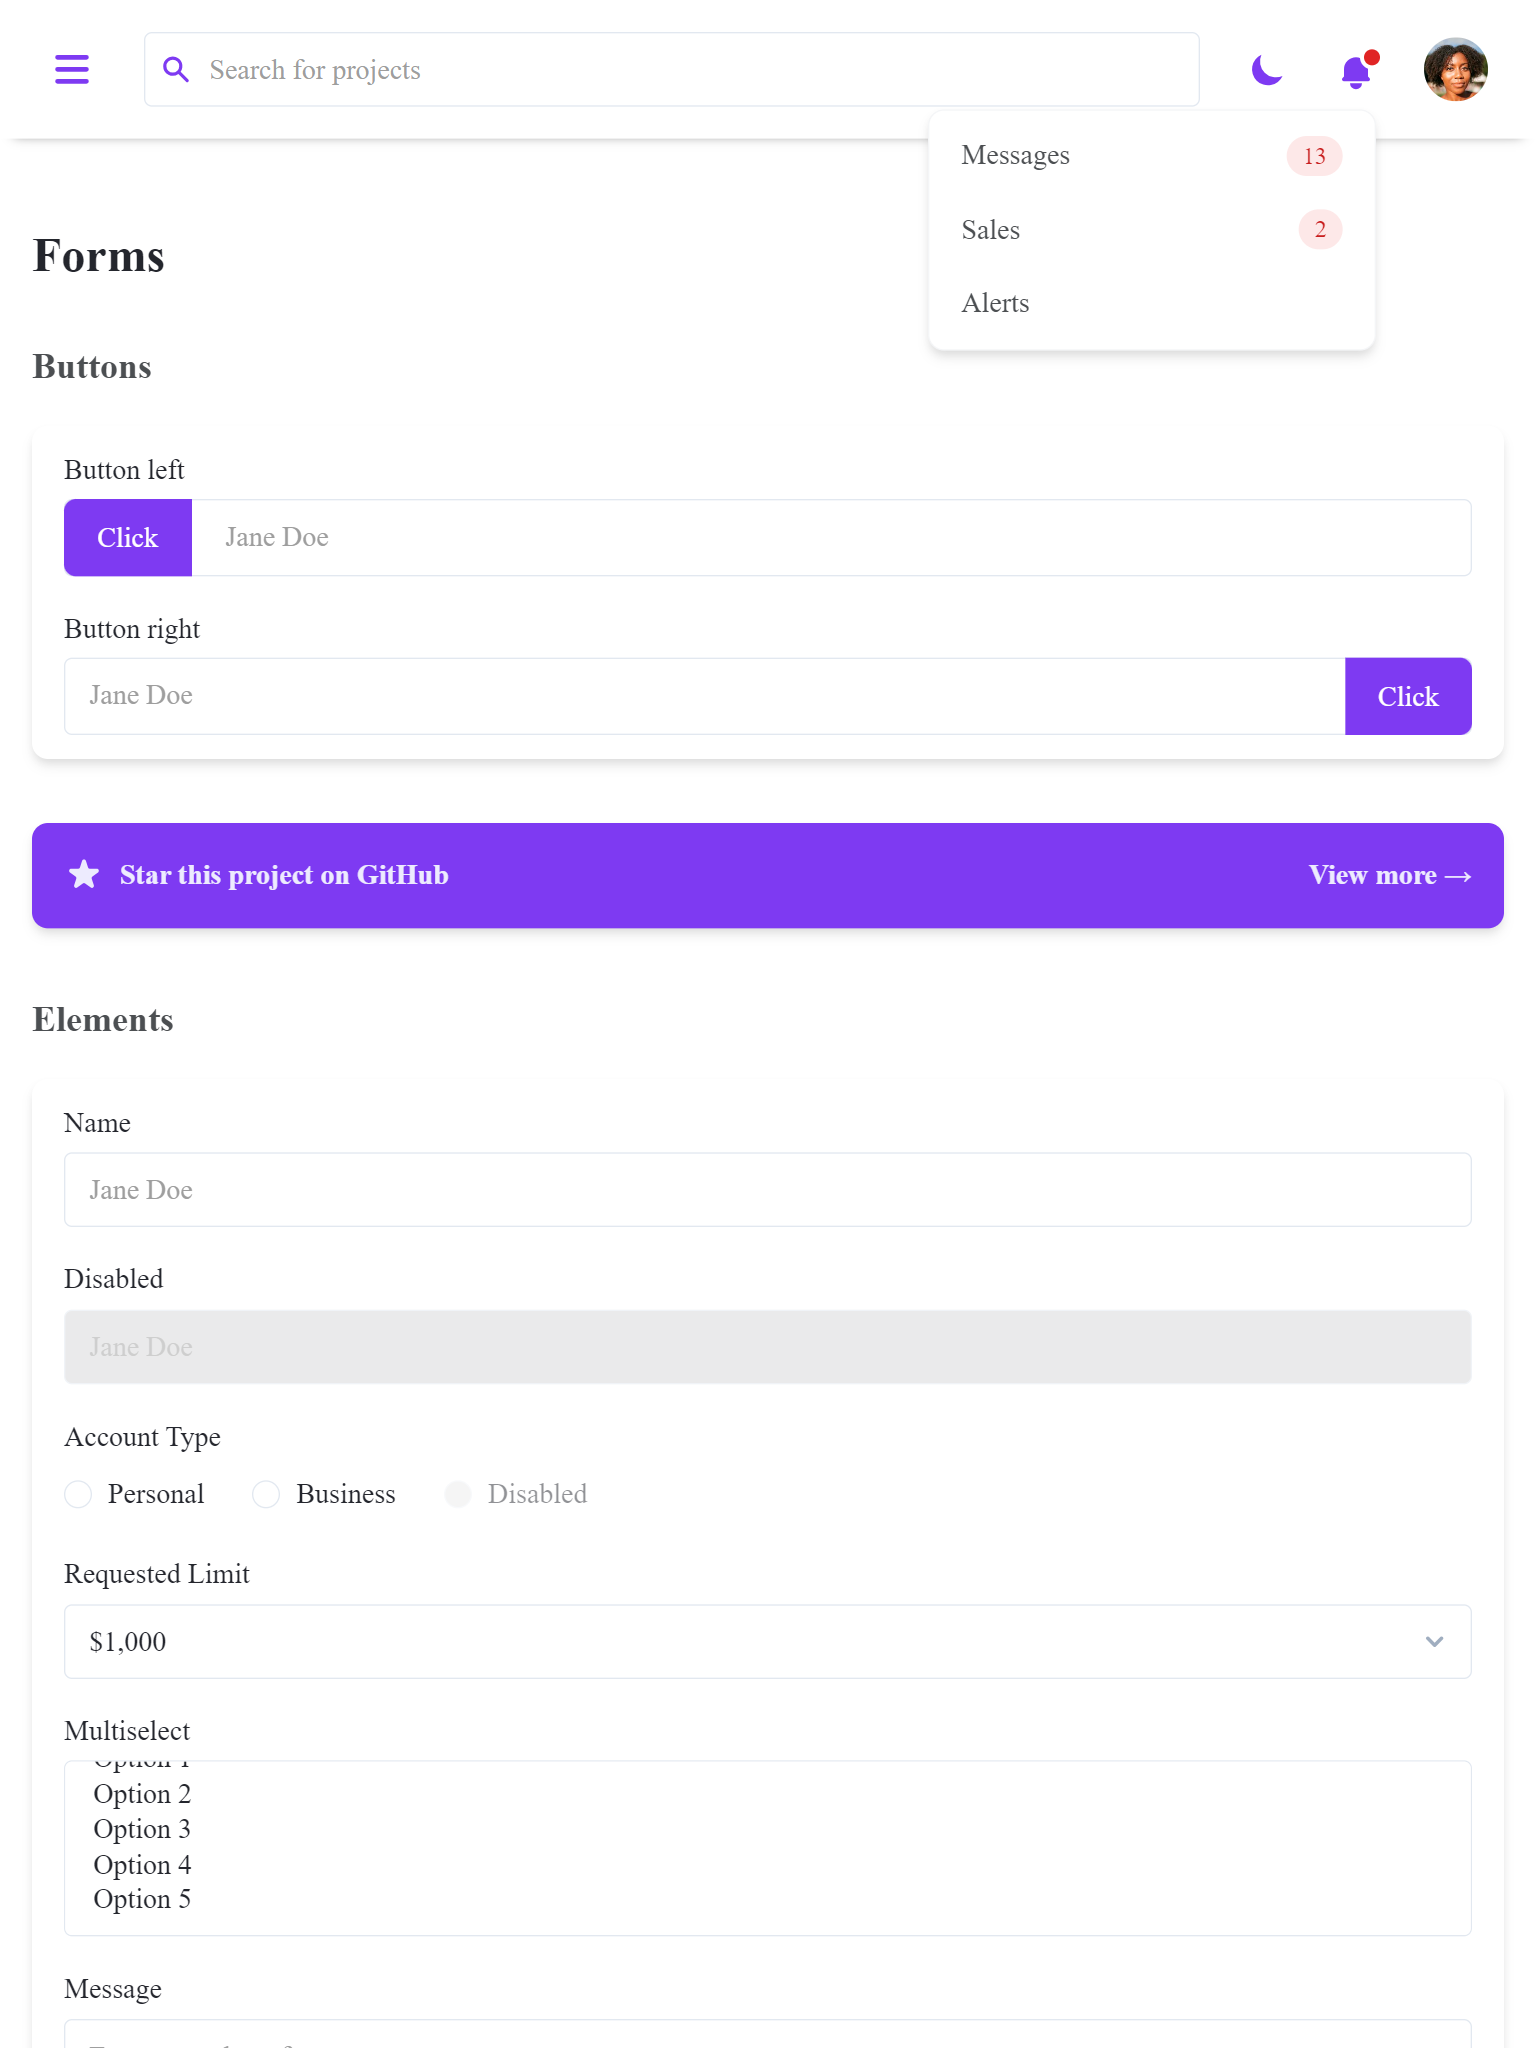 Search for projects
Messages 13
Sales 2
Alerts
Forms
Buttons
Button left
Click Jane Doe
Button right
Jane Doe Click
Star this project on GitHub View more →
Elements
Name
Jane Doe
Disabled
Jane Doe
Account Type
Personal Business Disabled
Requested Limit
$1,000
Multiselect
Option 1
Option 2
Option 3
Option 4
Option 5
Message